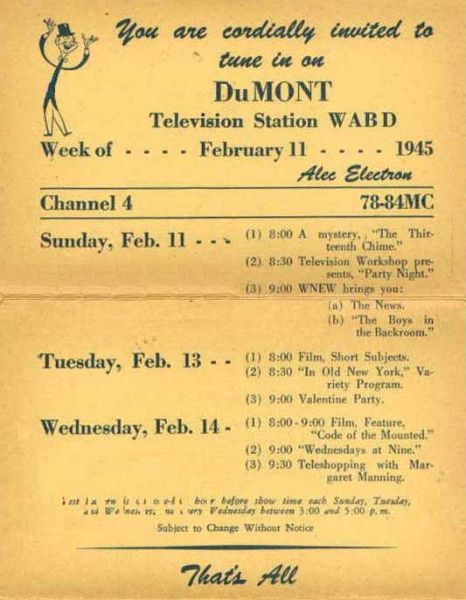 You are cordially invited to
tune in on
DuMONT
Television Station WABD
Week of - - - - February 11 - - - - 1945
Alec Electron
Channel 4 78-84MC
Sunday, Feb. 11 - - - (1) 8:00 A mystery, "The Thir-
teenth Chime."
(2) 8:30 Television Workshop pre-
sents, "Party Night."
(3) 9:00 WNEW brings you:
(a) The News.
(b) "The Boys in
the Backroom."
Tuesday, Feb. 13 - - (1) 8:00 Film, Short Subjects.
(2) 8:30 "In Old New York," Va-
riety Program.
(3) 9:00 Valentine Party.
Wednesday, Feb. 14 - (1) 8:00-9:00 Film, Feature,
"Code of the Mounted."
(2) 9:00 "Wednesdays at Nine."
(3) 9:30 Teleshopping with Mar-
garet Manning.
hour before show time each Sunday, Tuesday,
every Wednesday between 3:00 and 5:00 p.m.
Subject to Change Without Notice
That's All